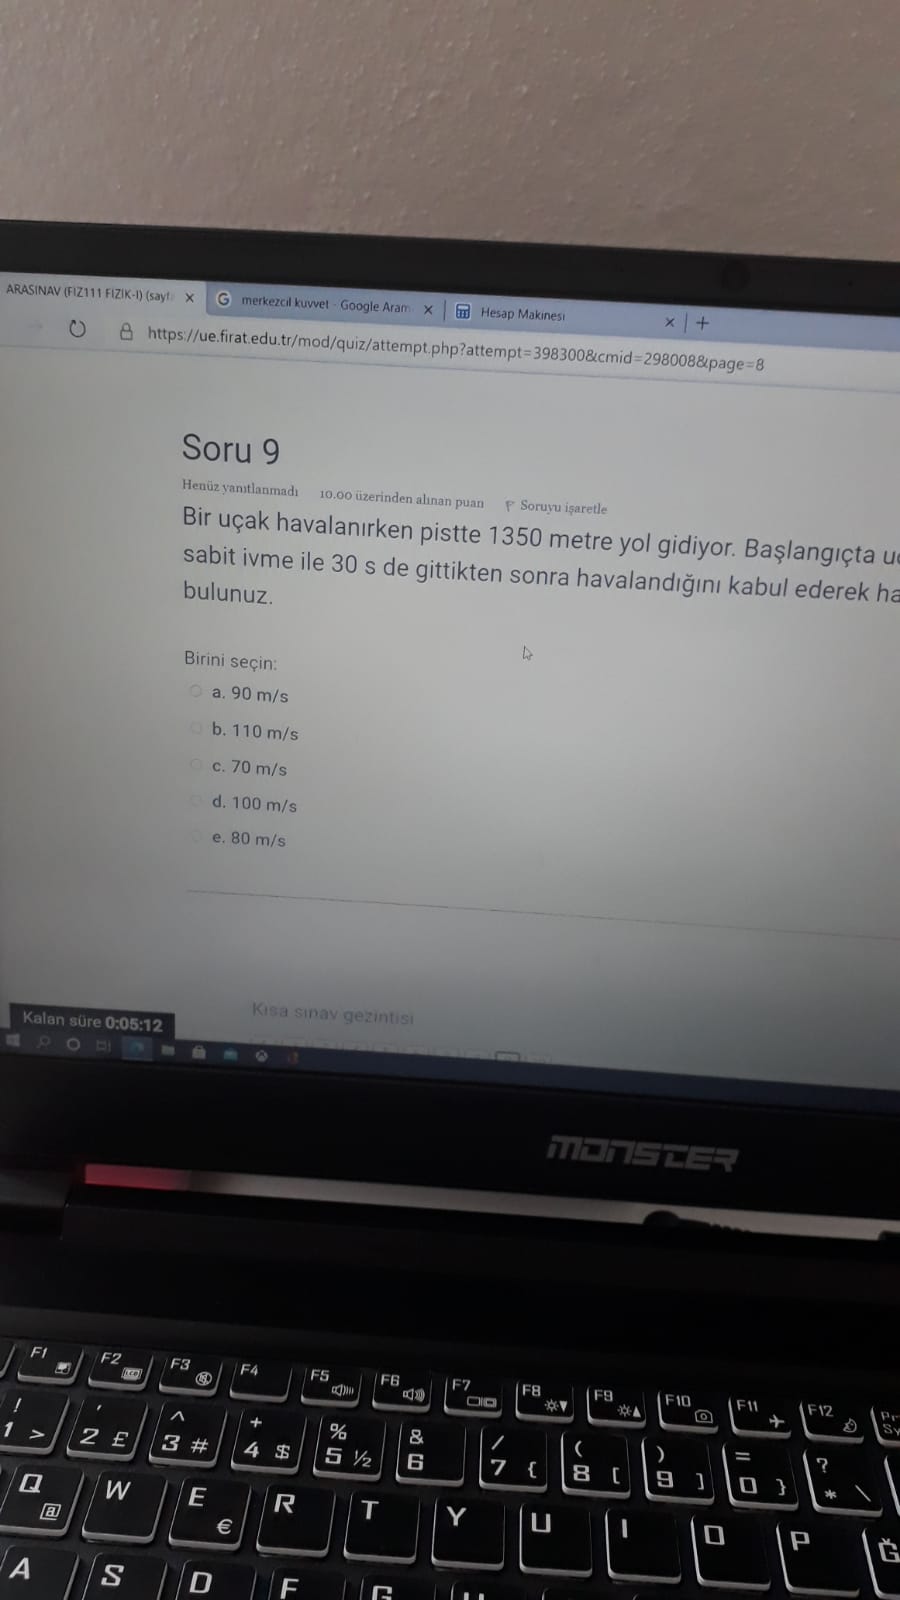 ARASINAV (FIZ111 FIZIK-I) (sayf
merkezcil kuvvet - Google Aram
Hesap Makinesi
https://ue.firat.edu.tr/mod/quiz/attempt.php?attempt=398300&cmid=298008&page=8
Soru 9
Henüz yanıtlanmadı 10.00 üzerinden alınan puan Soruyu işaretle
Bir uçak havalanırken pistte 1350 metre yol gidiyor. Başlangıçta
sabit ivme ile 30 s de gittikten sonra havalandığını kabul ederek
bulunuz.
Birini seçin:
a. 90 m/s
b. 110 m/s
c. 70 m/s
d. 100 m/s
e. 80 m/s
Kısa sınav gezintisi
Kalan süre 0:05:12
MONSTER
F1 F2 F3 F4 F5 F6 F7 F8 F9 F10 F11 F12
! ' ^ + % & / ( ) = ?
1 > 2 £ 3 # 4 $ 5 ½ 6 7 { 8 [ 9 ] 0 } * \
Q @ W E € R T Y U I O P Ğ
A S D F G